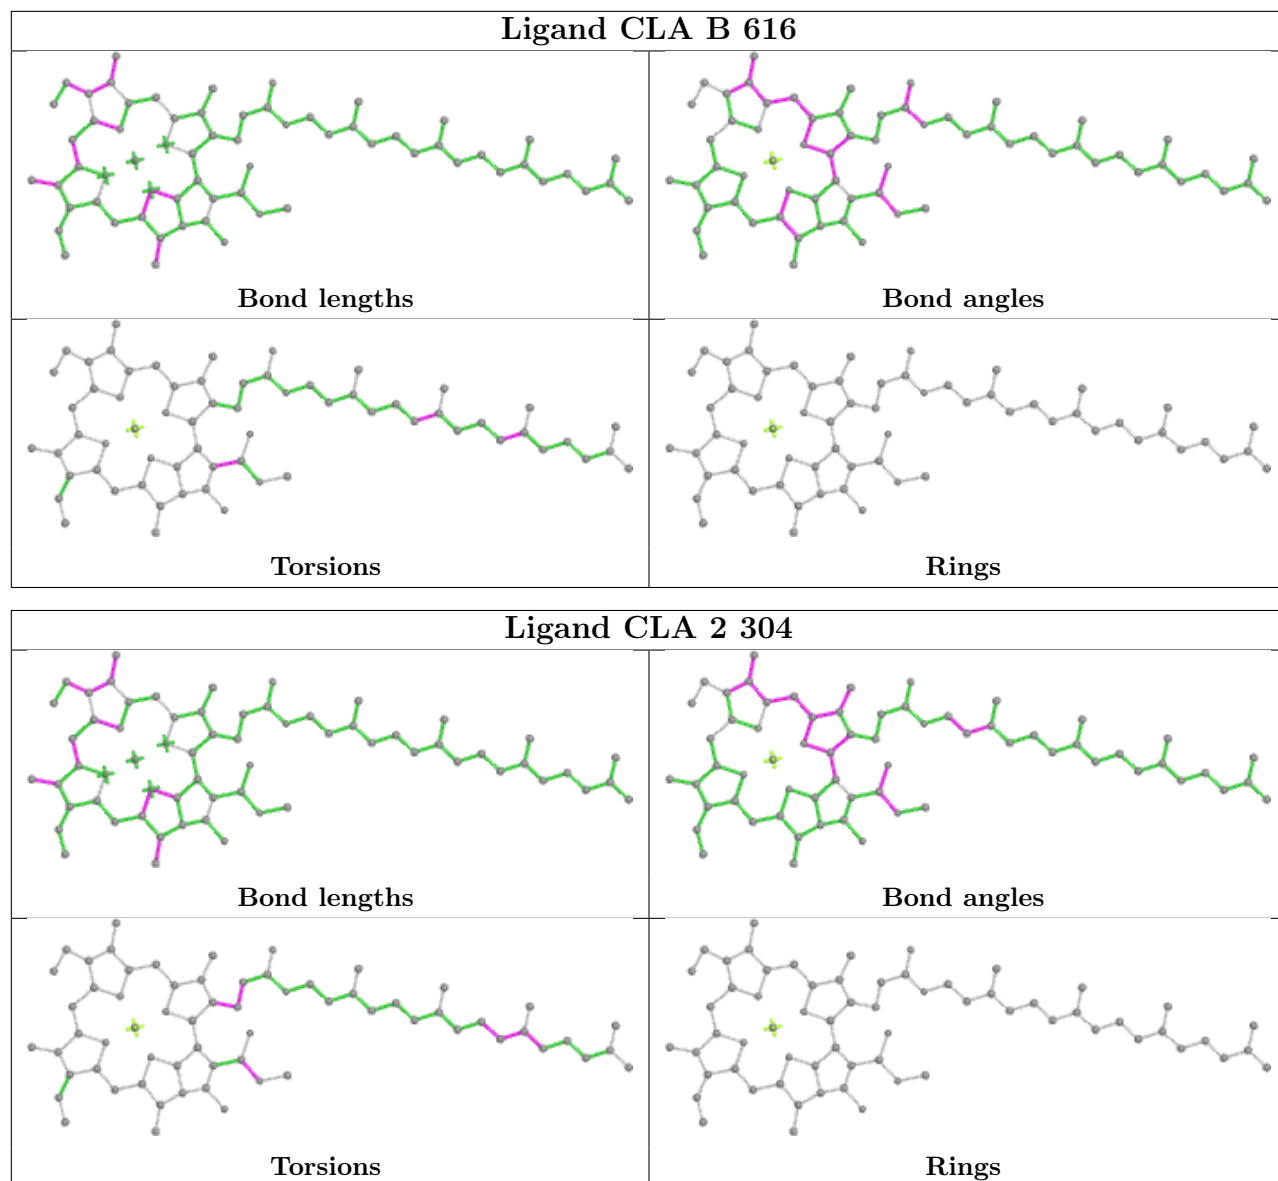 Ligand CLA B 616
Bond lengths
Bond angles
Torsions
Rings
Ligand CLA 2 304
Bond lengths
Bond angles
Torsions
Rings